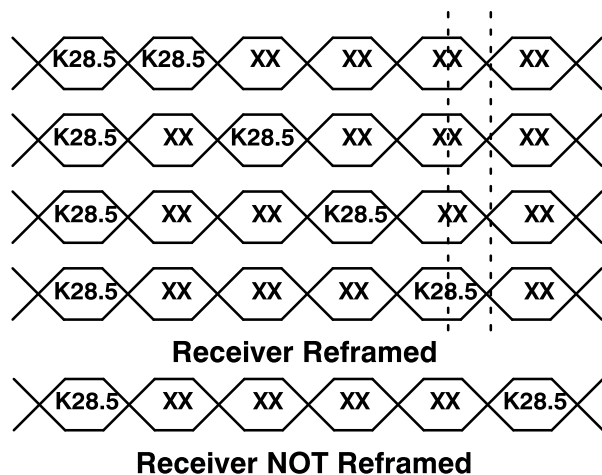 K28.5 K28.5 XX XX XX XX
K28.5 XX K28.5 XX XX XX
K28.5 XX XX K28.5 XX XX
K28.5 XX XX XX K28.5 XX
Receiver Reframed
K28.5 XX XX XX XX K28.5
Receiver NOT Reframed